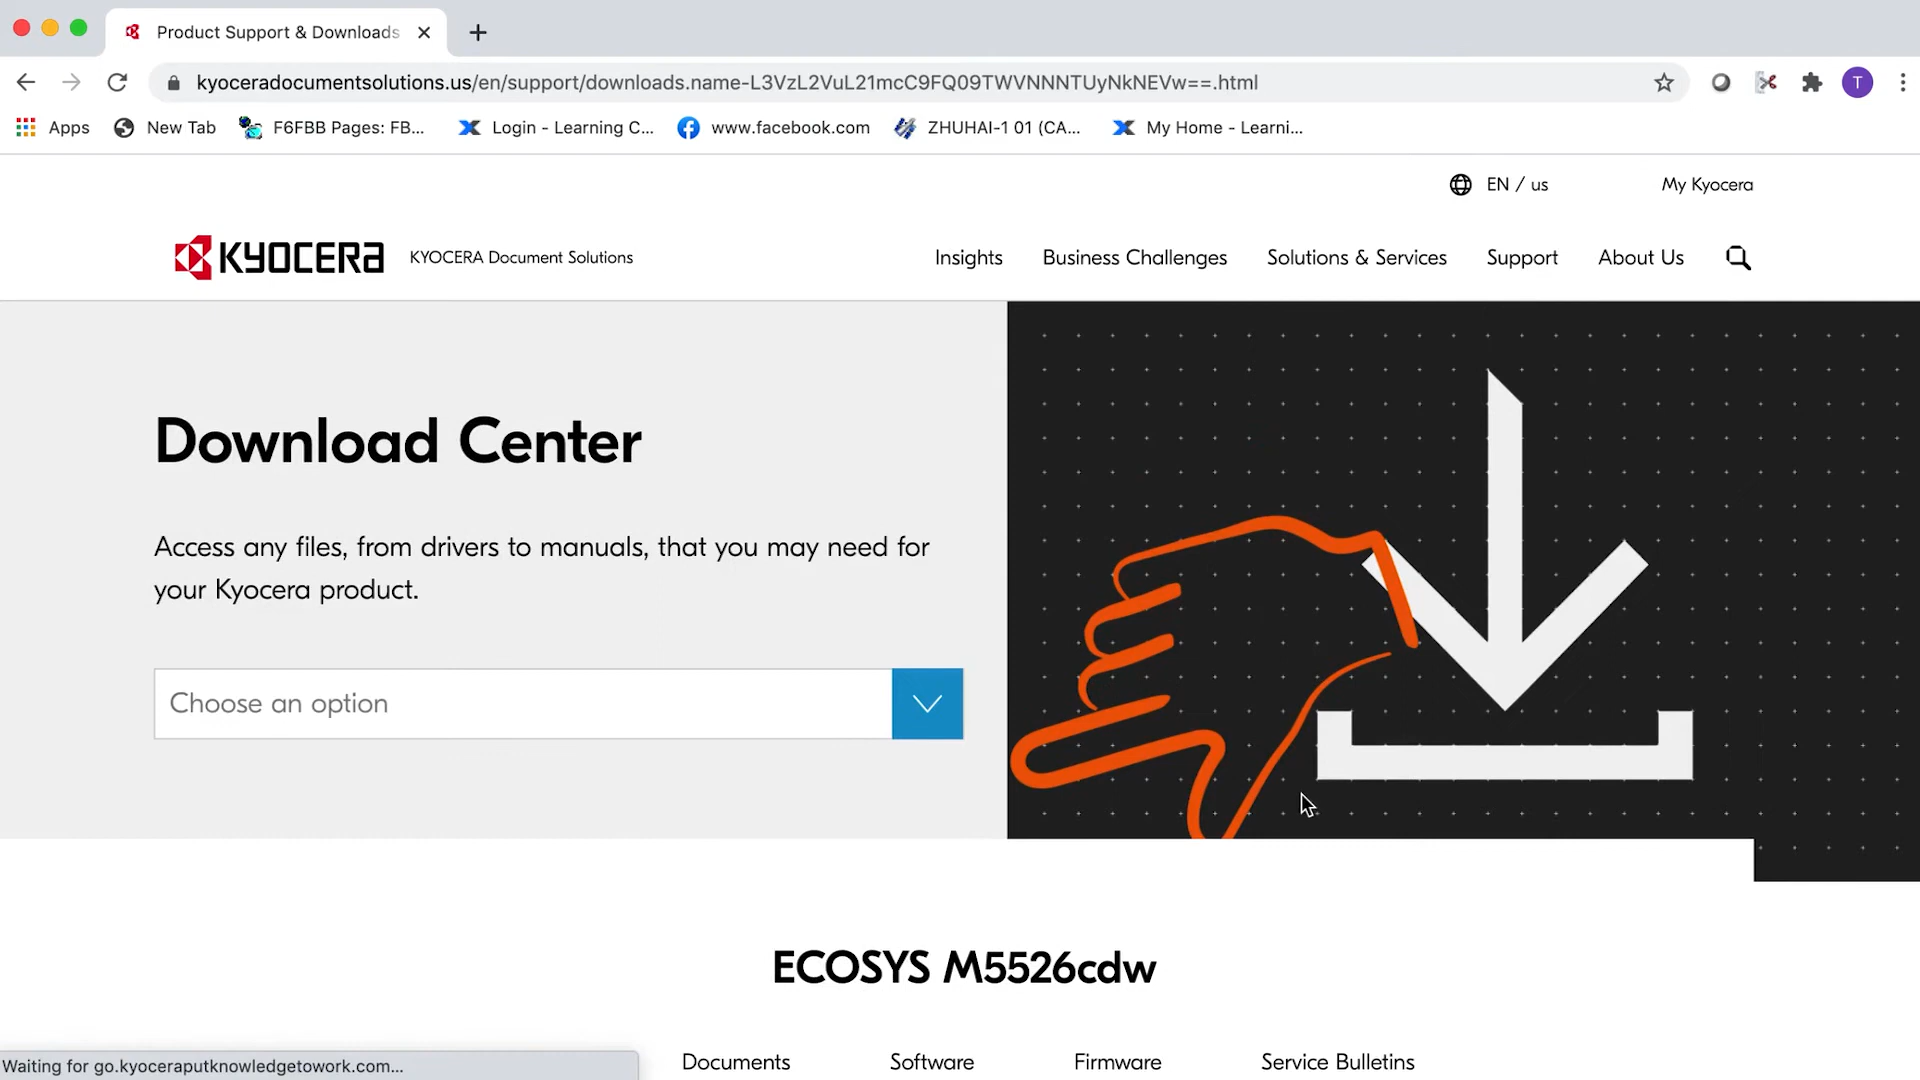 Product Support & Downloads
kyoceradocumentsolutions.us/en/support/downloads.name-L3VzL2VuL21mcC9FQ09TWVNNNTUyNkNEVw==.html
T
Apps
New Tab
F6FBB Pages: FB...
Login - Learning C...
www.facebook.com
ZHUHAI-1 01 (CA...
My Home - Learni...
EN / us
My Kyocera
KYOCERA
KYOCERA Document Solutions
Insights
Business Challenges
Solutions & Services
Support
About Us
Download Center
Access any files, from drivers to manuals, that you may need for
your Kyocera product.
Choose an option
ECOSYS M5526cdw
Documents
Software
Firmware
Service Bulletins
Waiting for go.kyoceraputknowledgetowork.com...